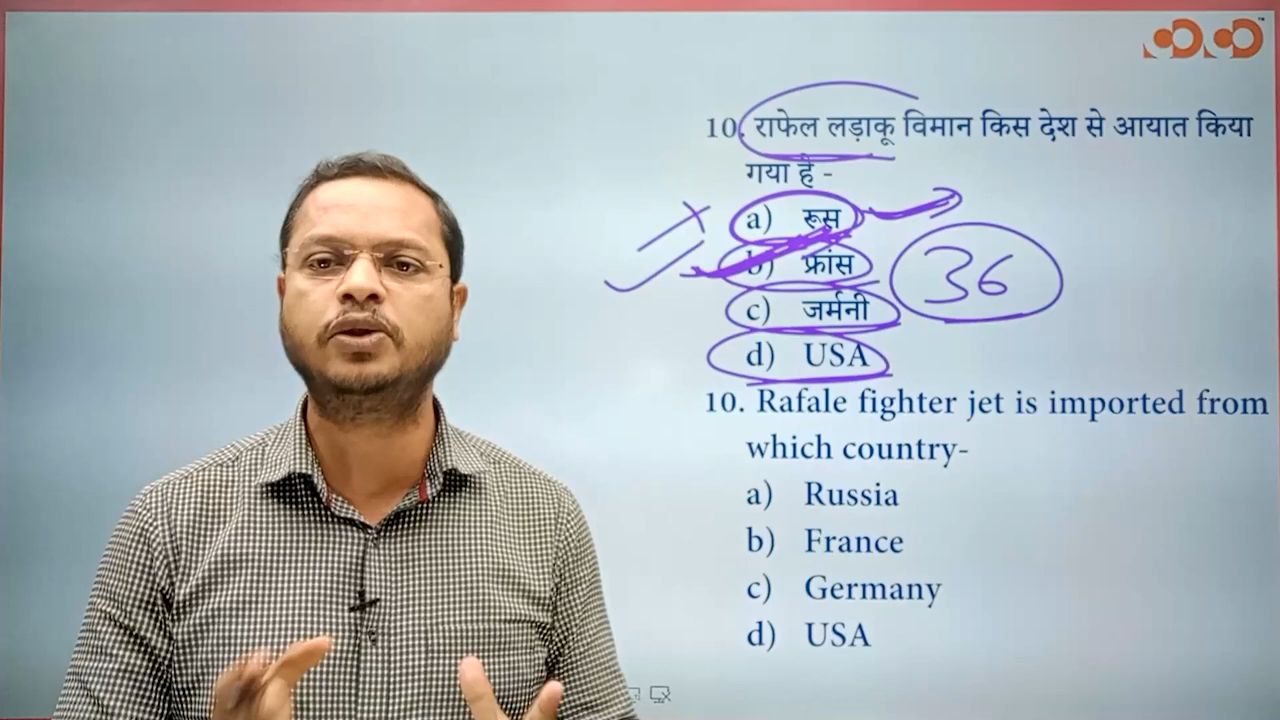 10. राफेल लड़ाकू विमान किस देश से आयात किया
गया है -
a) रूस
b) फ्रांस
c) जर्मनी
d) USA
36
10. Rafale fighter jet is imported from
which country-
a) Russia
b) France
c) Germany
d) USA